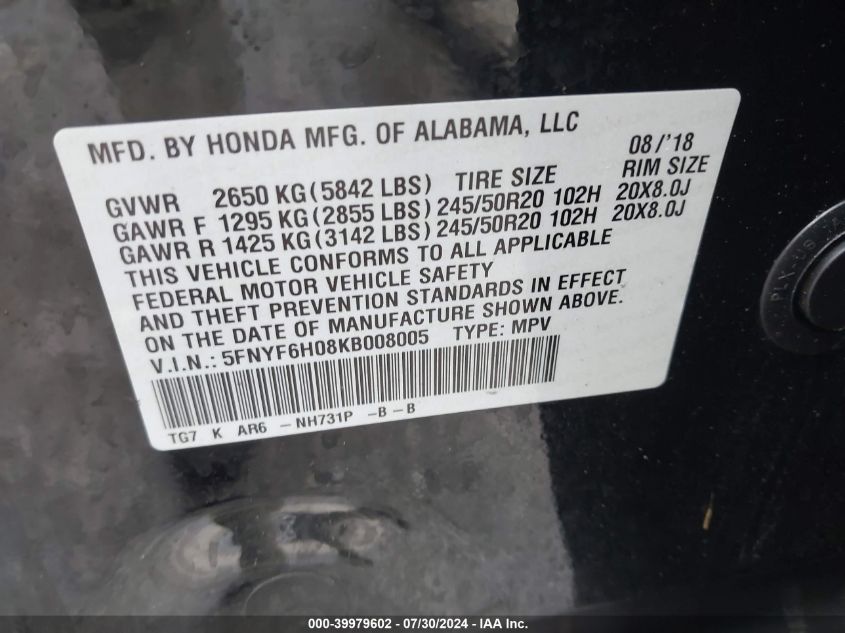 MFD. BY HONDA MFG. OF ALABAMA, LLC 08/'18
GVWR 2650 KG(5842 LBS) TIRE SIZE RIM SIZE
GAWR F 1295 KG(2855 LBS)245/50R20 102H 20X8.0J
GAWR R 1425 KG(3142 LBS)245/50R20 102H 20X8.0J
THIS VEHICLE CONFORMS TO ALL APPLICABLE
FEDERAL MOTOR VEHICLE SAFETY
AND THEFT PREVENTION STANDARDS IN EFFECT
ON THE DATE OF MANUFACTURE SHOWN ABOVE.
V.I.N.: 5FNYF6H08KB008005 TYPE: MPV
TG7 K AR6 -NH731P -B-B
PLX-US
000-39979602 / 07/30/2024 - IAA Inc.